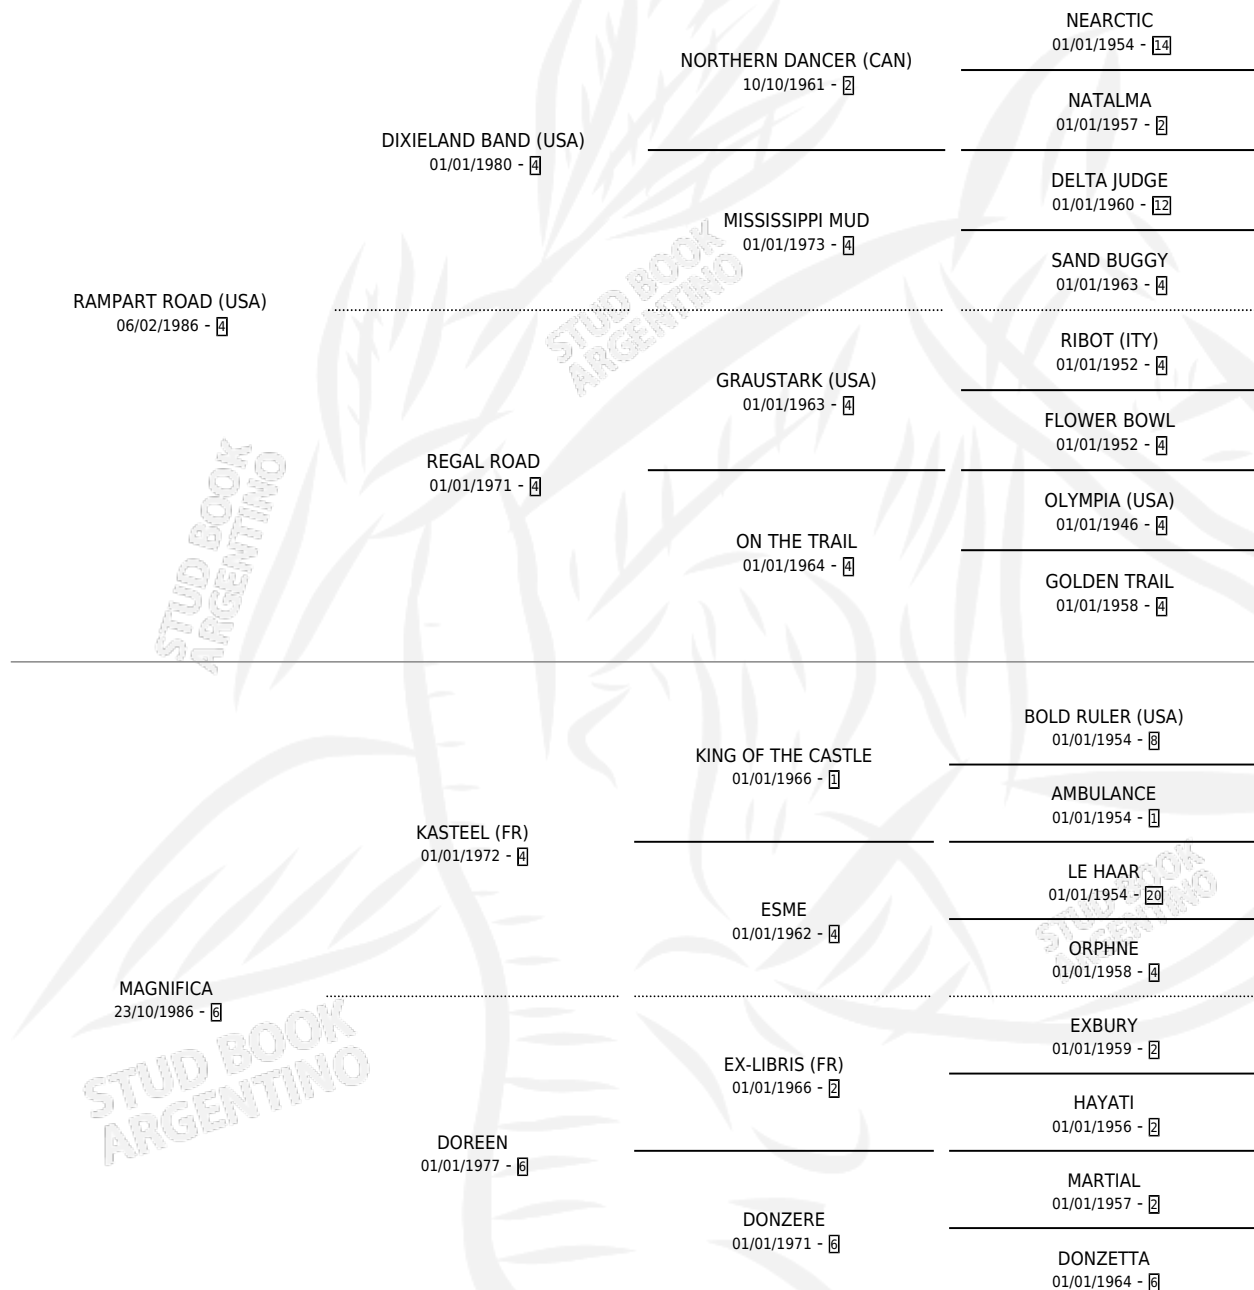 NEARCTIC
01/01/1954 - 14
NORTHERN DANCER (CAN)
10/10/1961 - 2
NATALMA
01/01/1957 - 2
DIXIELAND BAND (USA)
01/01/1980 - 4
DELTA JUDGE
01/01/1960 - 12
MISSISSIPPI MUD
01/01/1973 - 4
SAND BUGGY
01/01/1963 - 4
RAMPART ROAD (USA)
06/02/1986 - 4
RIBOT (ITY)
01/01/1952 - 4
GRAUSTARK (USA)
01/01/1963 - 4
FLOWER BOWL
01/01/1952 - 4
REGAL ROAD
01/01/1971 - 4
OLYMPIA (USA)
01/01/1946 - 4
ON THE TRAIL
01/01/1964 - 4
GOLDEN TRAIL
01/01/1958 - 4
BOLD RULER (USA)
01/01/1954 - 8
KING OF THE CASTLE
01/01/1966 - 1
AMBULANCE
01/01/1954 - 1
KASTEEL (FR)
01/01/1972 - 4
LE HAAR
01/01/1954 - 20
ESME
01/01/1962 - 4
ORPHNE
01/01/1958 - 4
MAGNIFICA
23/10/1986 - 6
EXBURY
01/01/1959 - 2
EX-LIBRIS (FR)
01/01/1966 - 2
HAYATI
01/01/1956 - 2
DOREEN
01/01/1977 - 6
MARTIAL
01/01/1957 - 2
DONZERE
01/01/1971 - 6
DONZETTA
01/01/1964 - 6
STUD BOOK
ARGENTINO
STUD BOOK
ARGENTINO
STUD BOOK
ARGENTINO
STUD BOOK
ARGENTINO